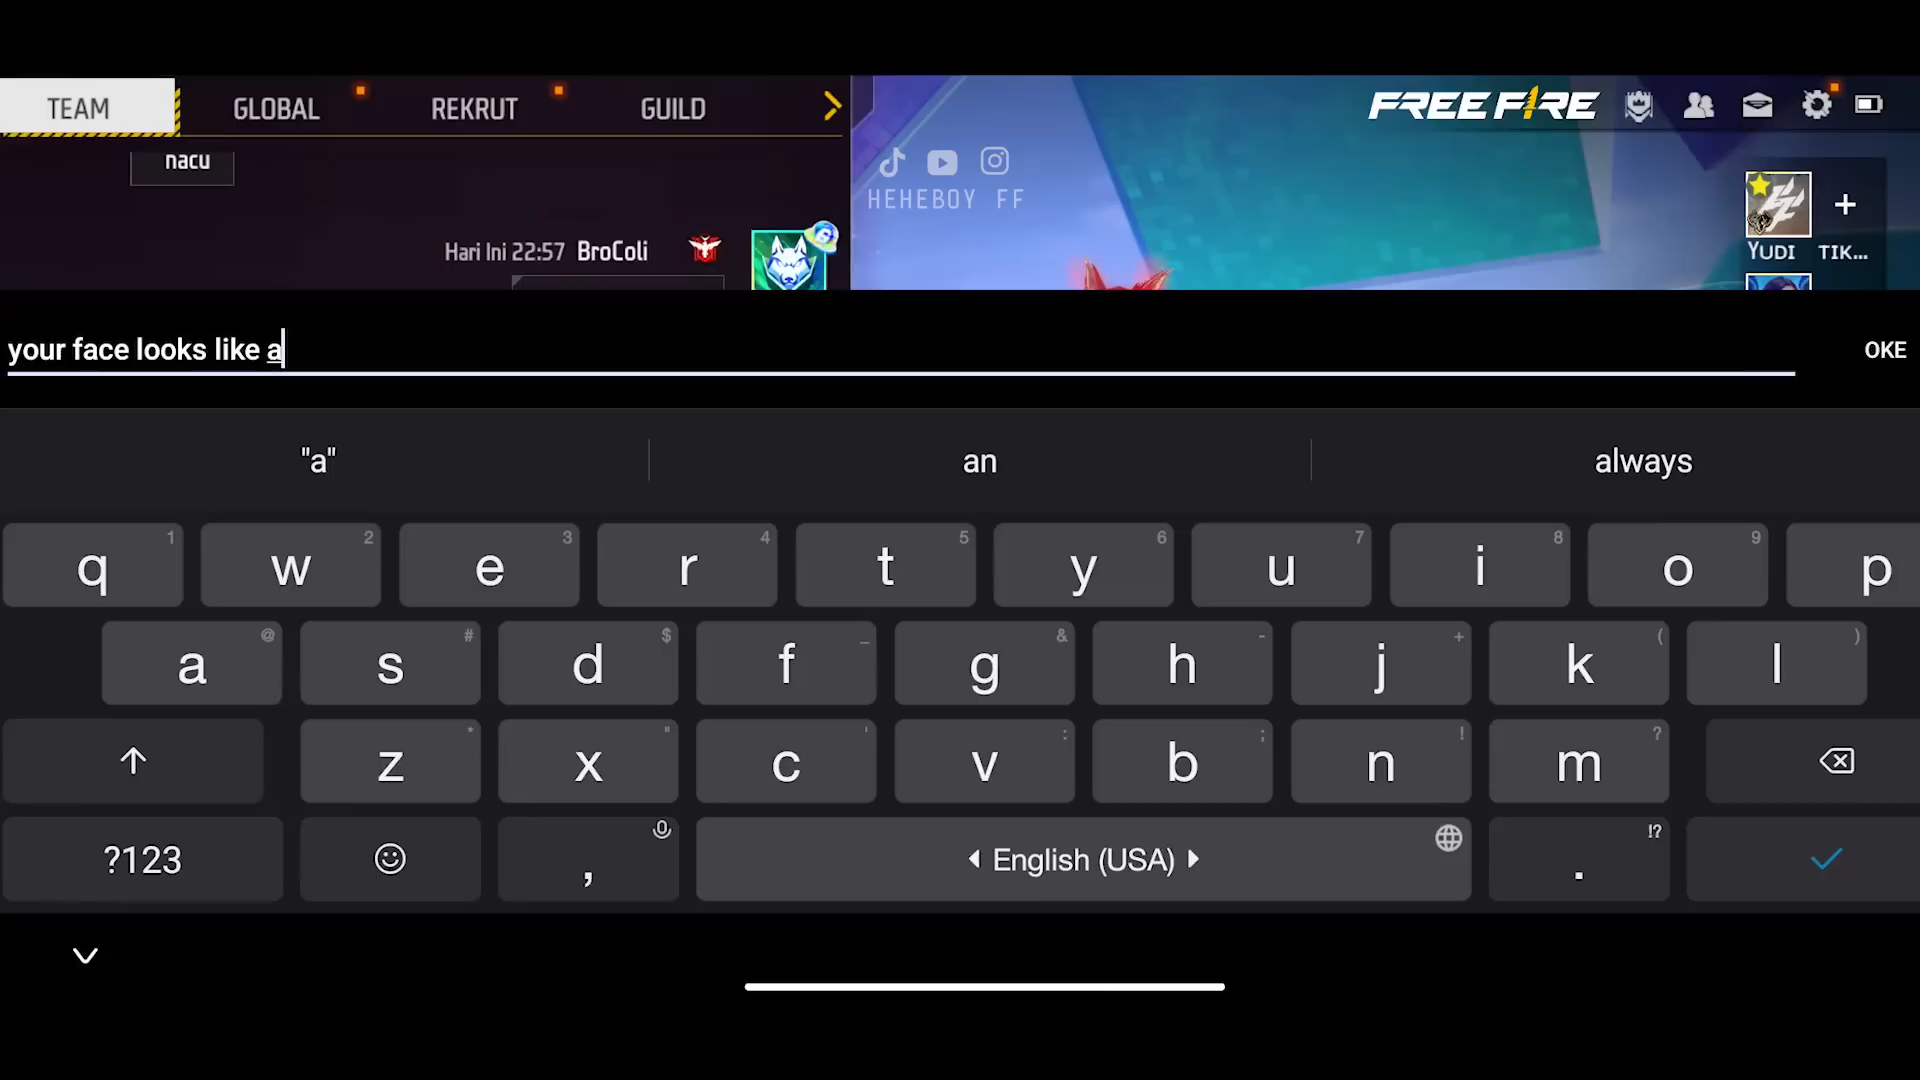 TEAM GLOBAL REKRUT GUILD
FREE FIRE
nacu
HEHEBOY FF
Hari Ini 22:57 BroColi
YUDI TIK...
your face looks like a
OKE
"a" an always
q 1 w 2 e 3 r 4 t 5 y 6 u 7 i 8 o 9 p
a @ s # d $ f _ g & h - j + k ( l )
z * x " c ' v : b ; n ! m ?
?123 , English (USA) . !?